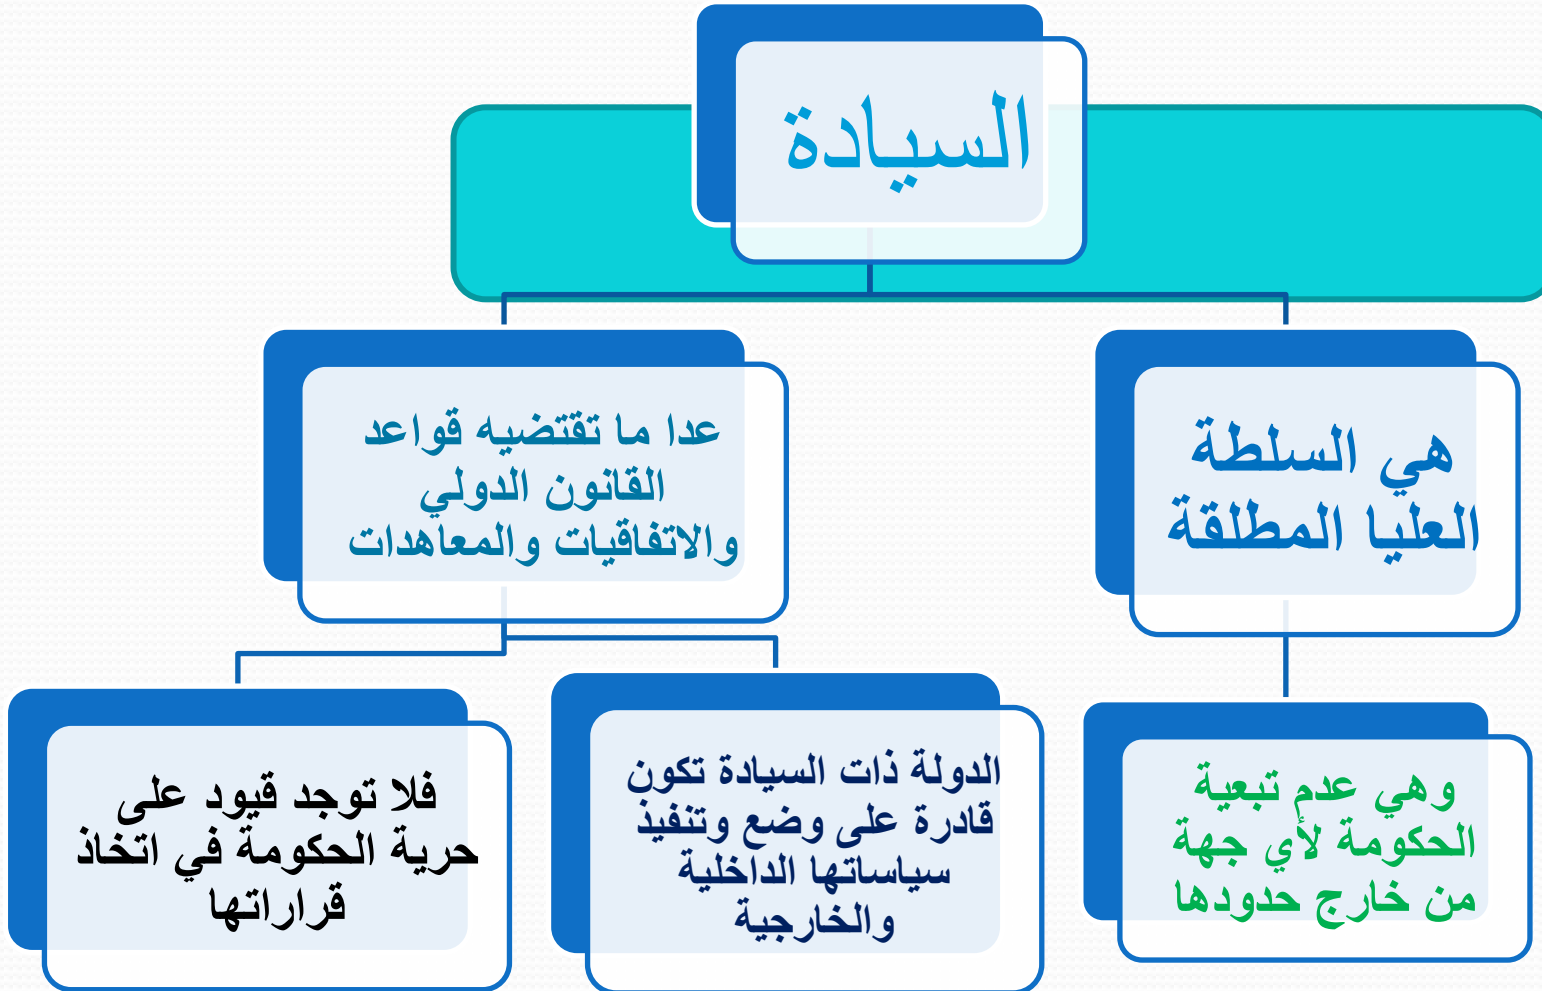 السيادة
هي السلطة
العليا المطلقة
عدا ما تقتضيه قواعد
القانون الدولي
والاتفاقيات والمعاهدات
وهي عدم تبعية
الحكومة لأي جهة
من خارج حدودها
الدولة ذات السيادة تكون
قادرة على وضع وتنفيذ
سياساتها الداخلية
والخارجية
فلا توجد قيود على
حرية الحكومة في اتخاذ
قراراتها